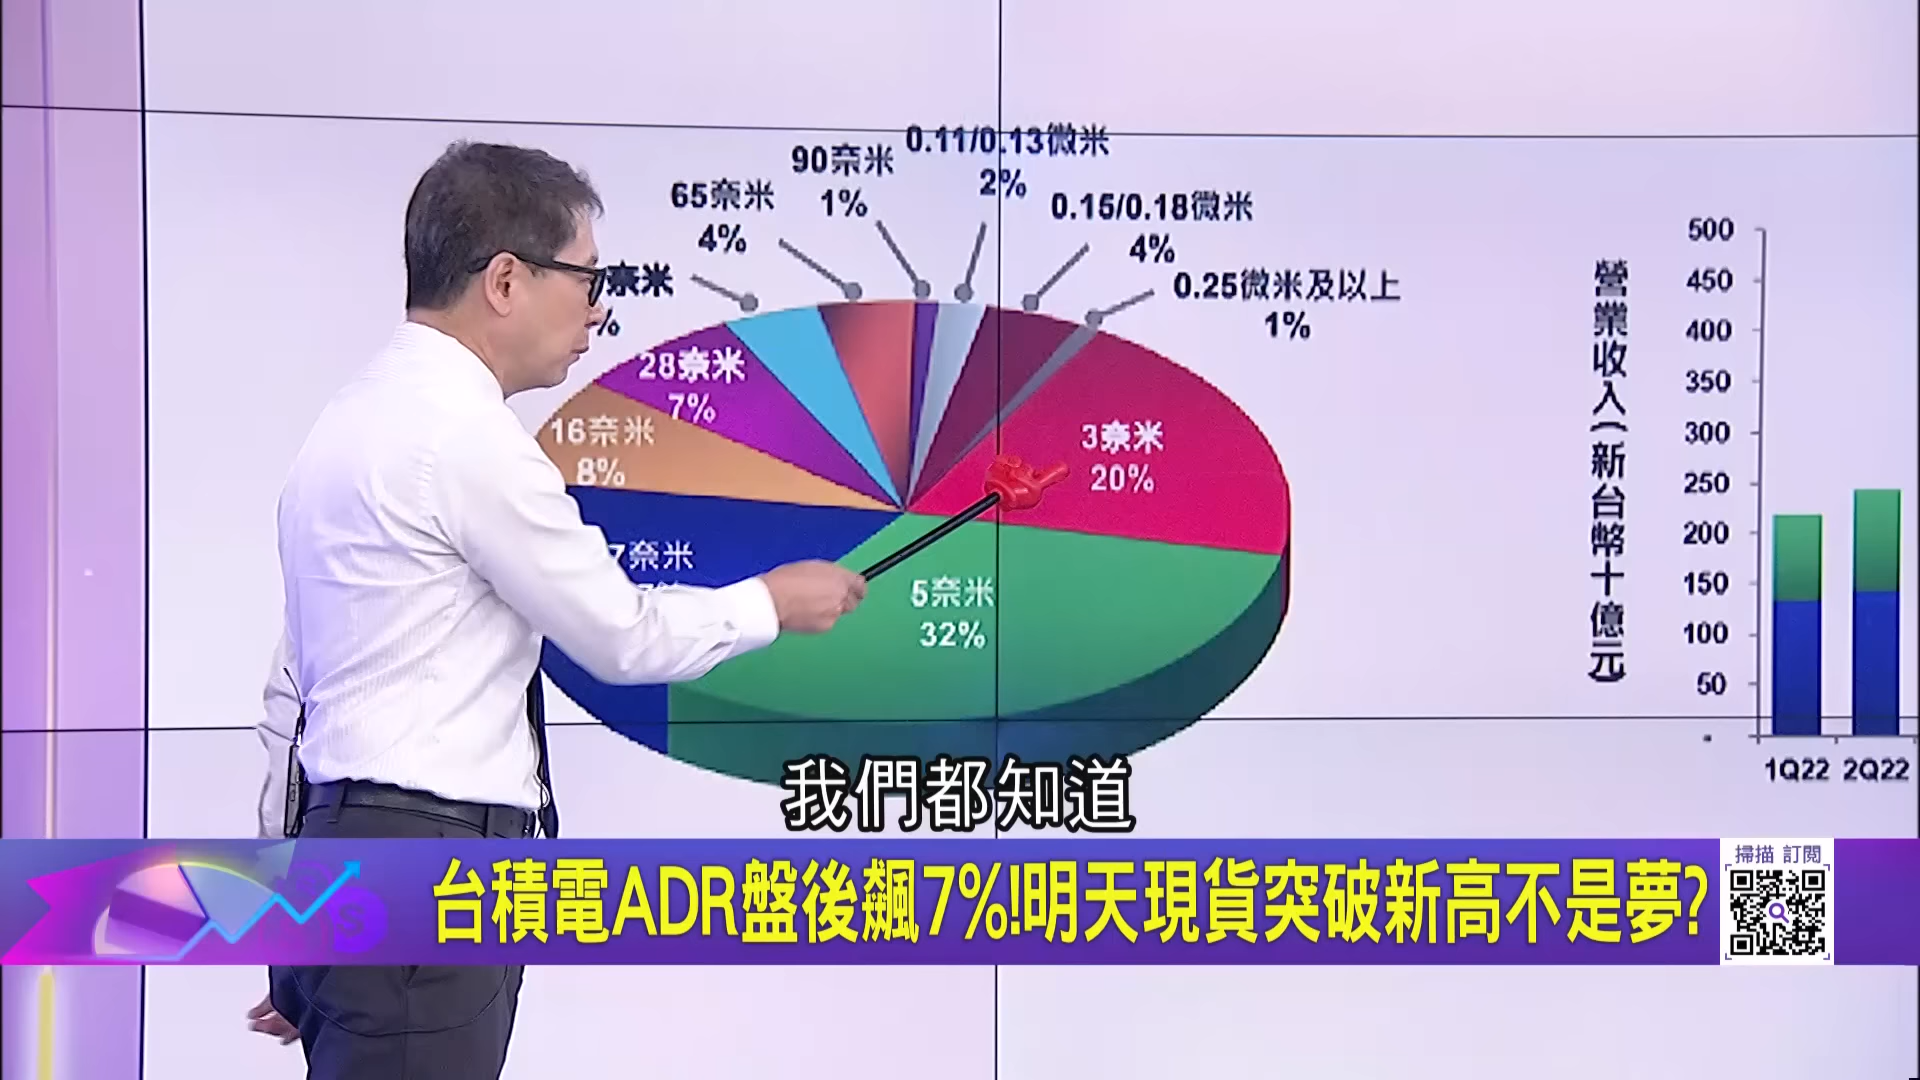 0.11/0.13微米
2%
90奈米
1%
65奈米
4%
0.15/0.18微米
4%
奈米
%
0.25微米及以上
1%
28奈米
7%
16奈米
8%
3奈米
20%
7奈米
5奈米
32%
營業收入(新台幣十億元)
500
450
400
350
300
250
200
150
100
50
-
1Q22 2Q22
我們都知道
台積電ADR盤後飆7%!明天現貨突破新高不是夢?
掃描 訂閱